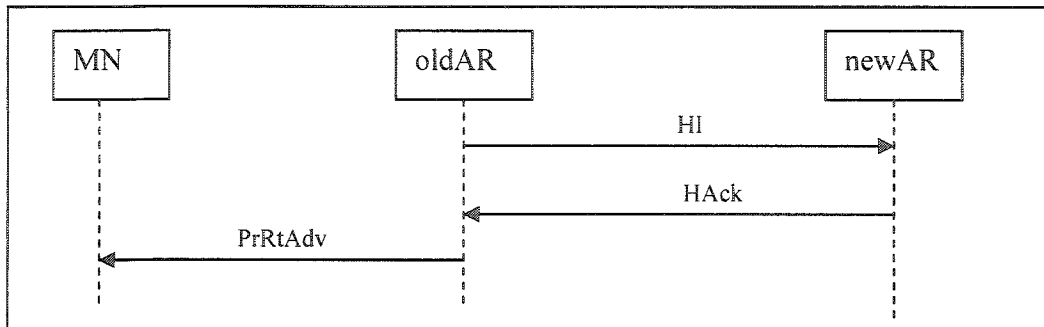 MN
oldAR
newAR
HI
HAck
PrRtAdv